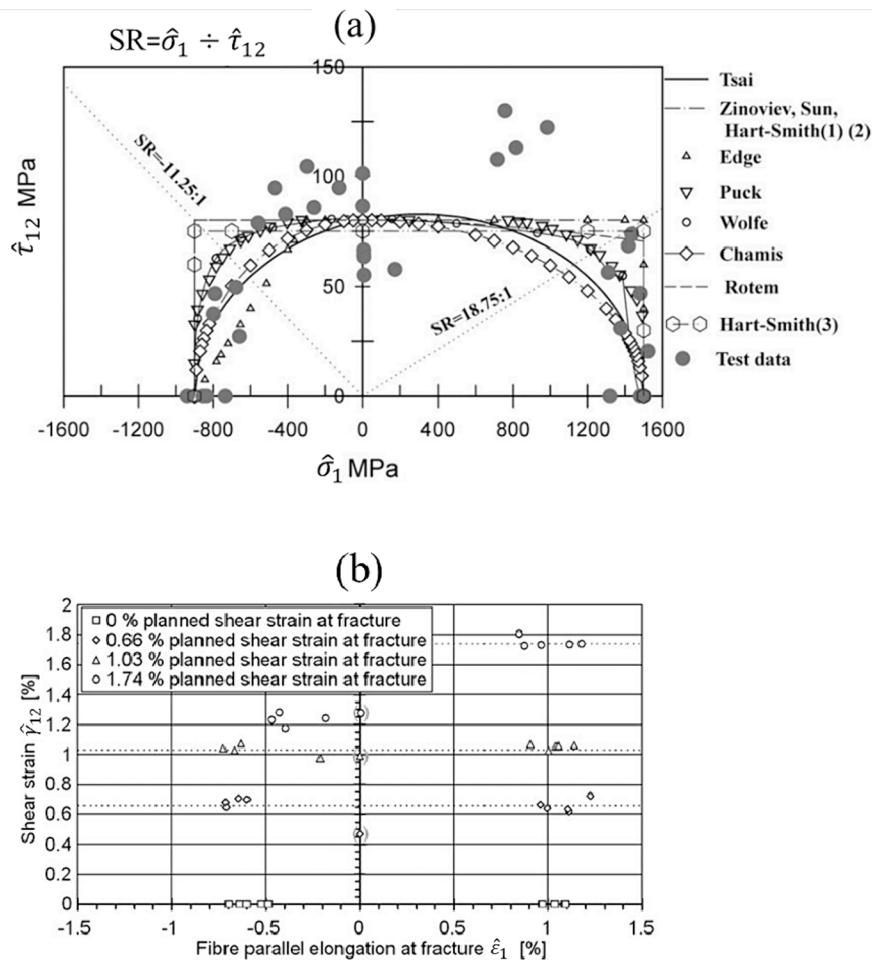 (a)
SR=σ̂₁ ÷ τ̂₁₂
150
100
50
0
τ̂₁₂ MPa
SR=-11.25:1
SR=18.75:1
-1600 -1200 -800 -400 0 400 800 1200 1600
σ̂₁ MPa
Tsai
Zinoviev, Sun,
Hart-Smith(1) (2)
Edge
Puck
Wolfe
Chamis
Rotem
Hart-Smith(3)
Test data
(b)
0 % planned shear strain at fracture
0.66 % planned shear strain at fracture
1.03 % planned shear strain at fracture
1.74 % planned shear strain at fracture
2
1.8
1.6
1.4
1.2
1
0.8
0.6
0.4
0.2
0
Shear strain γ̂₁₂ [%]
-1.5 -1 -0.5 0 0.5 1 1.5
Fibre parallel elongation at fracture ε̂₁ [%]